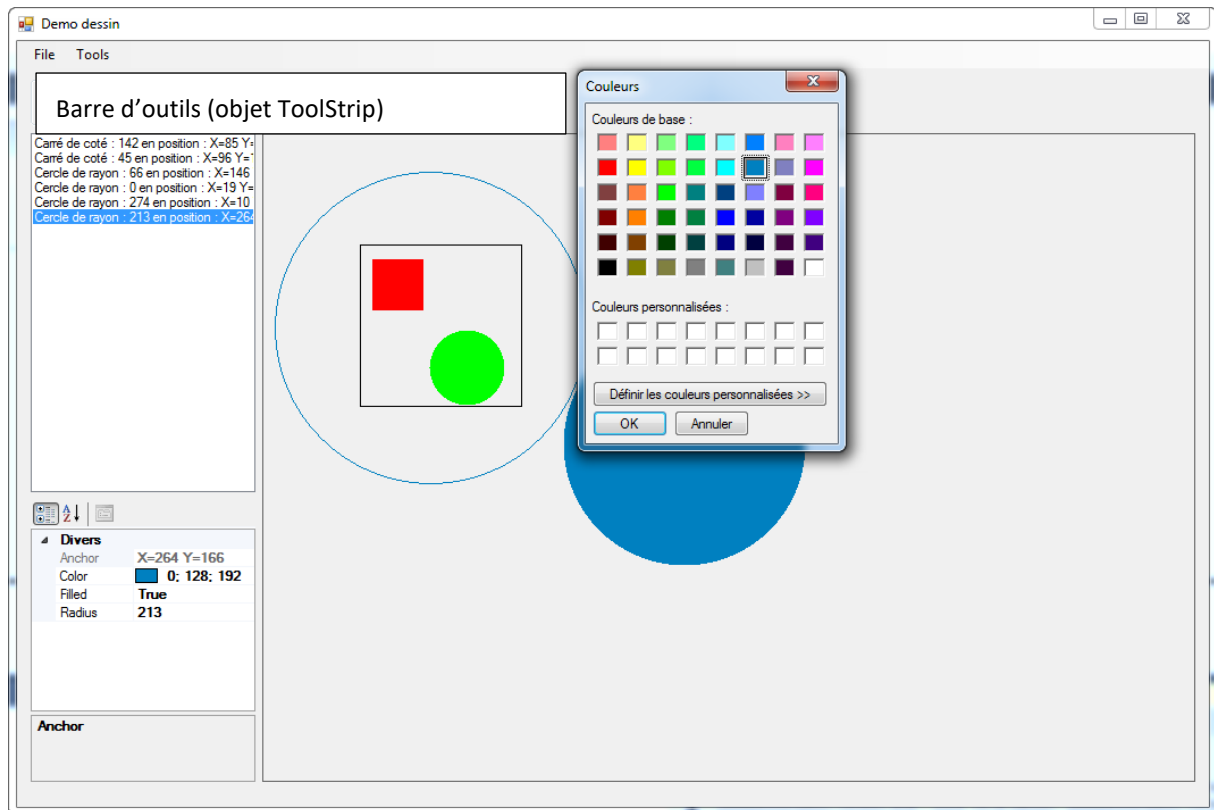 Demo dessin
File Tools
Barre d'outils (objet ToolStrip)
Carré de coté : 142 en position : X=85 Y=
Carré de coté : 45 en position : X=96 Y=
Cercle de rayon : 66 en position : X=146
Cercle de rayon : 0 en position : X=19 Y=
Cercle de rayon : 274 en position : X=10
Cercle de rayon : 213 en position : X=264
Couleurs
Couleurs de base :
Couleurs personnalisées :
Définir les couleurs personnalisées >>
OK Annuler
Divers
Anchor X=264 Y=166
Color 0; 128; 192
Filled True
Radius 213
Anchor